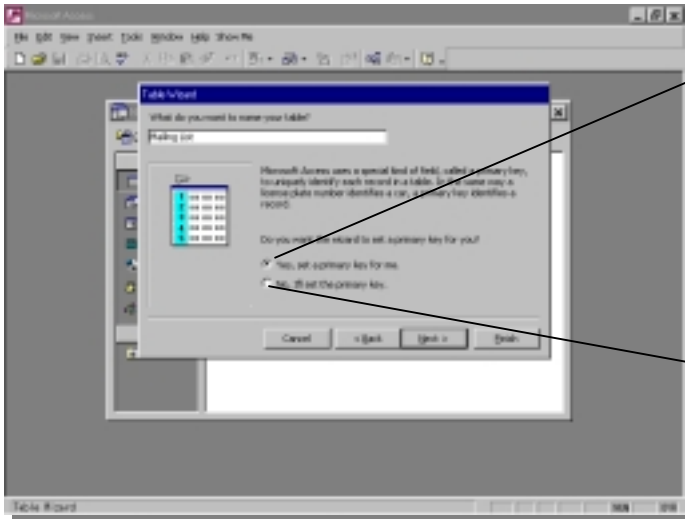 Microsoft Access
File Edit View Insert Tools Window Help Show Me
Table Wizard
What do you want to name your table?
Mailing List
Microsoft Access uses a special kind of field, called a primary key,
to uniquely identify each record in a table. In the same way a
license plate number identifies a car, a primary key identifies a
record.
Do you want the wizard to set a primary key for you?
Yes, set a primary key for me.
No, I'll set the primary key.
Cancel
< Back
Next >
Finish
Table Wizard
NUM